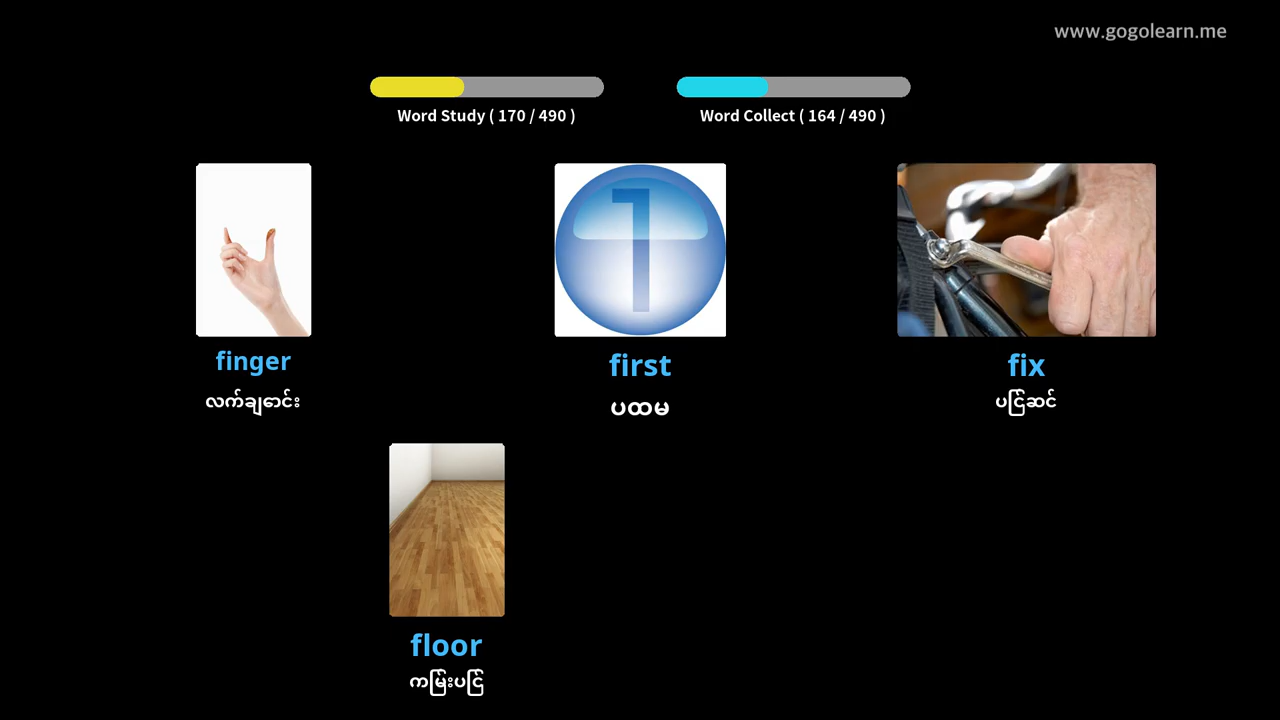 www.gogolearn.me
Word Study ( 170 / 490 )
Word Collect ( 164 / 490 )
1
finger
first
fix
လက်ချောင်း
ပထမ
ပြင်ဆင်
floor
ကြမ်းပြင်